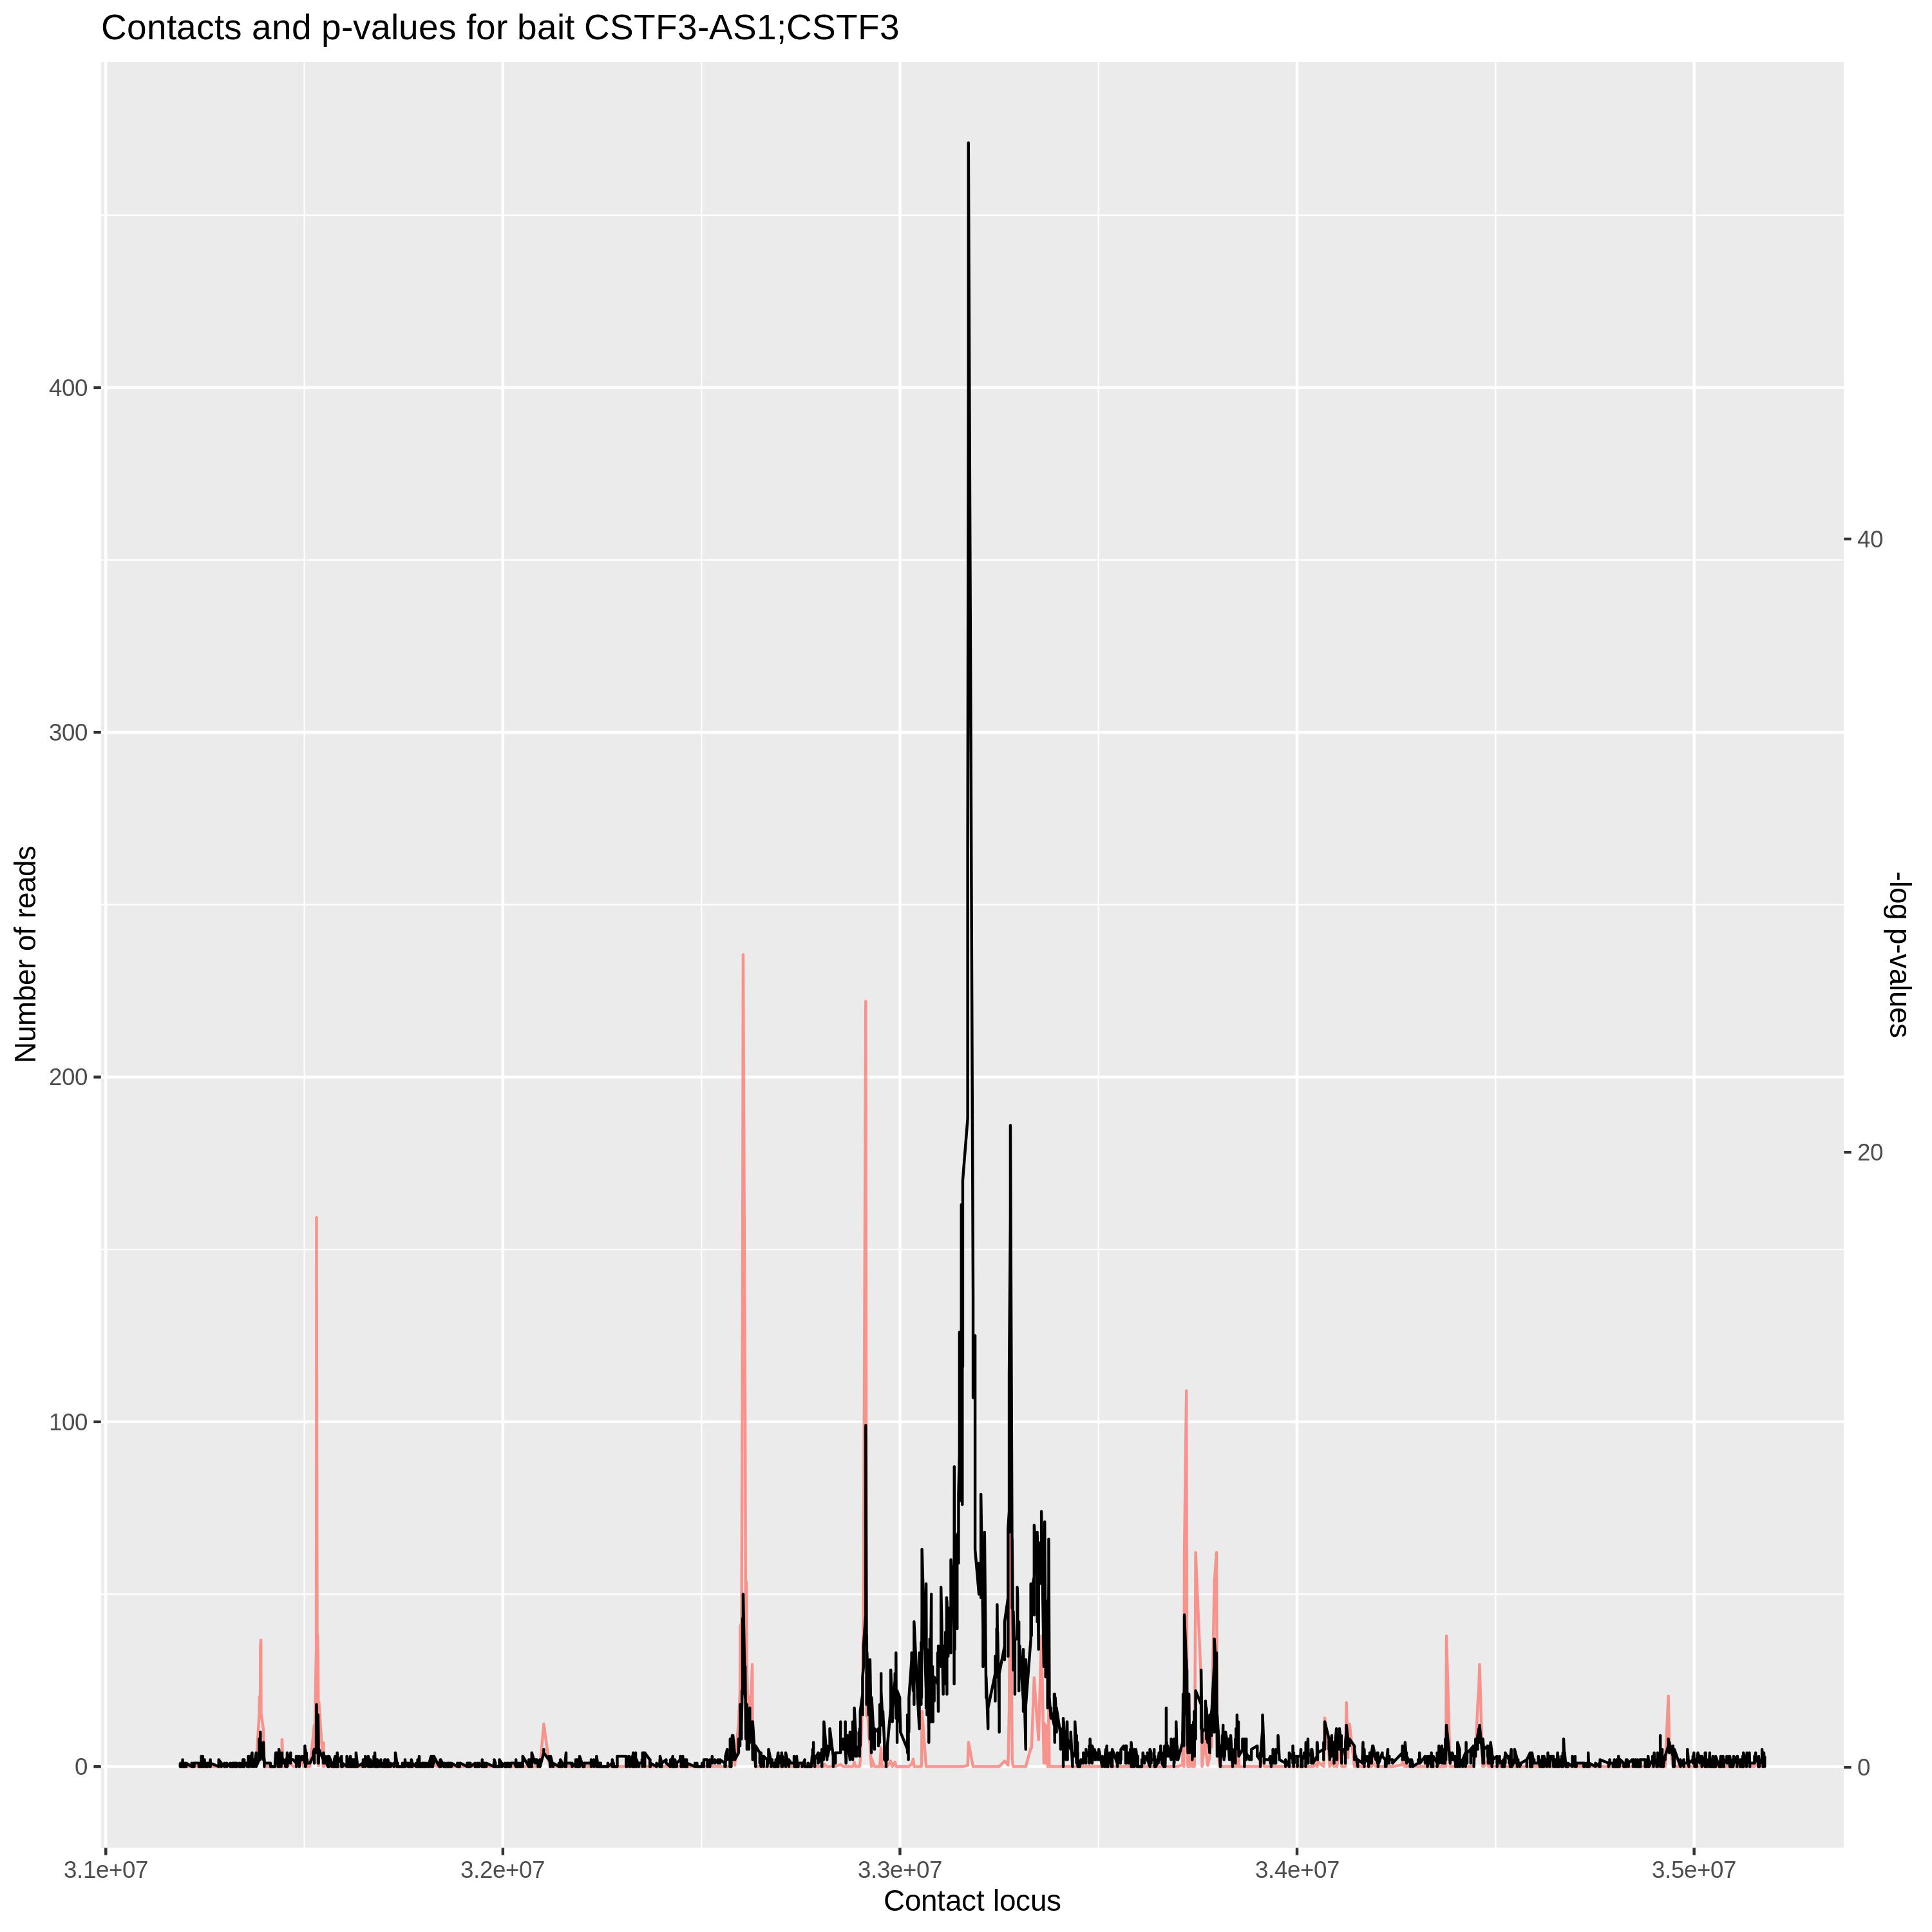 Contacts and p-values for bait CSTF3-AS1;CSTF3
400
300
200
100
0
Number of reads
40
20
0
-log p-values
3.1e+07 3.2e+07 3.3e+07 3.4e+07 3.5e+07
Contact locus